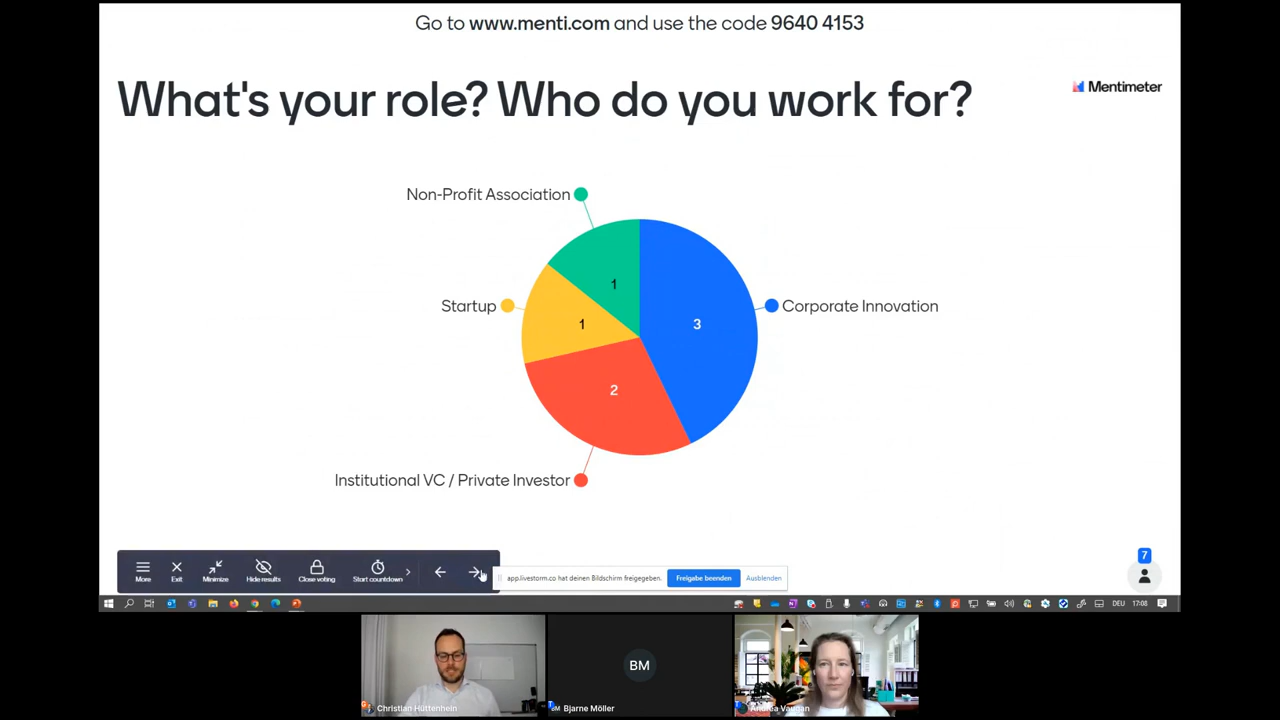 Go to www.menti.com and use the code 9640 4153
What's your role? Who do you work for?
Mentimeter
Non-Profit Association
1
Startup
1
3
Corporate Innovation
2
Institutional VC / Private Investor
7
More
Exit
Minimize
Hide results
Close voting
Start countdown
app.livestorm.co hat deinen Bildschirm freigegeben.
Freigabe beenden
Ausblenden
DEU
17:08
BM
Christian Hüttenhein
BM Bjarne Möller
Andrea Vaugan